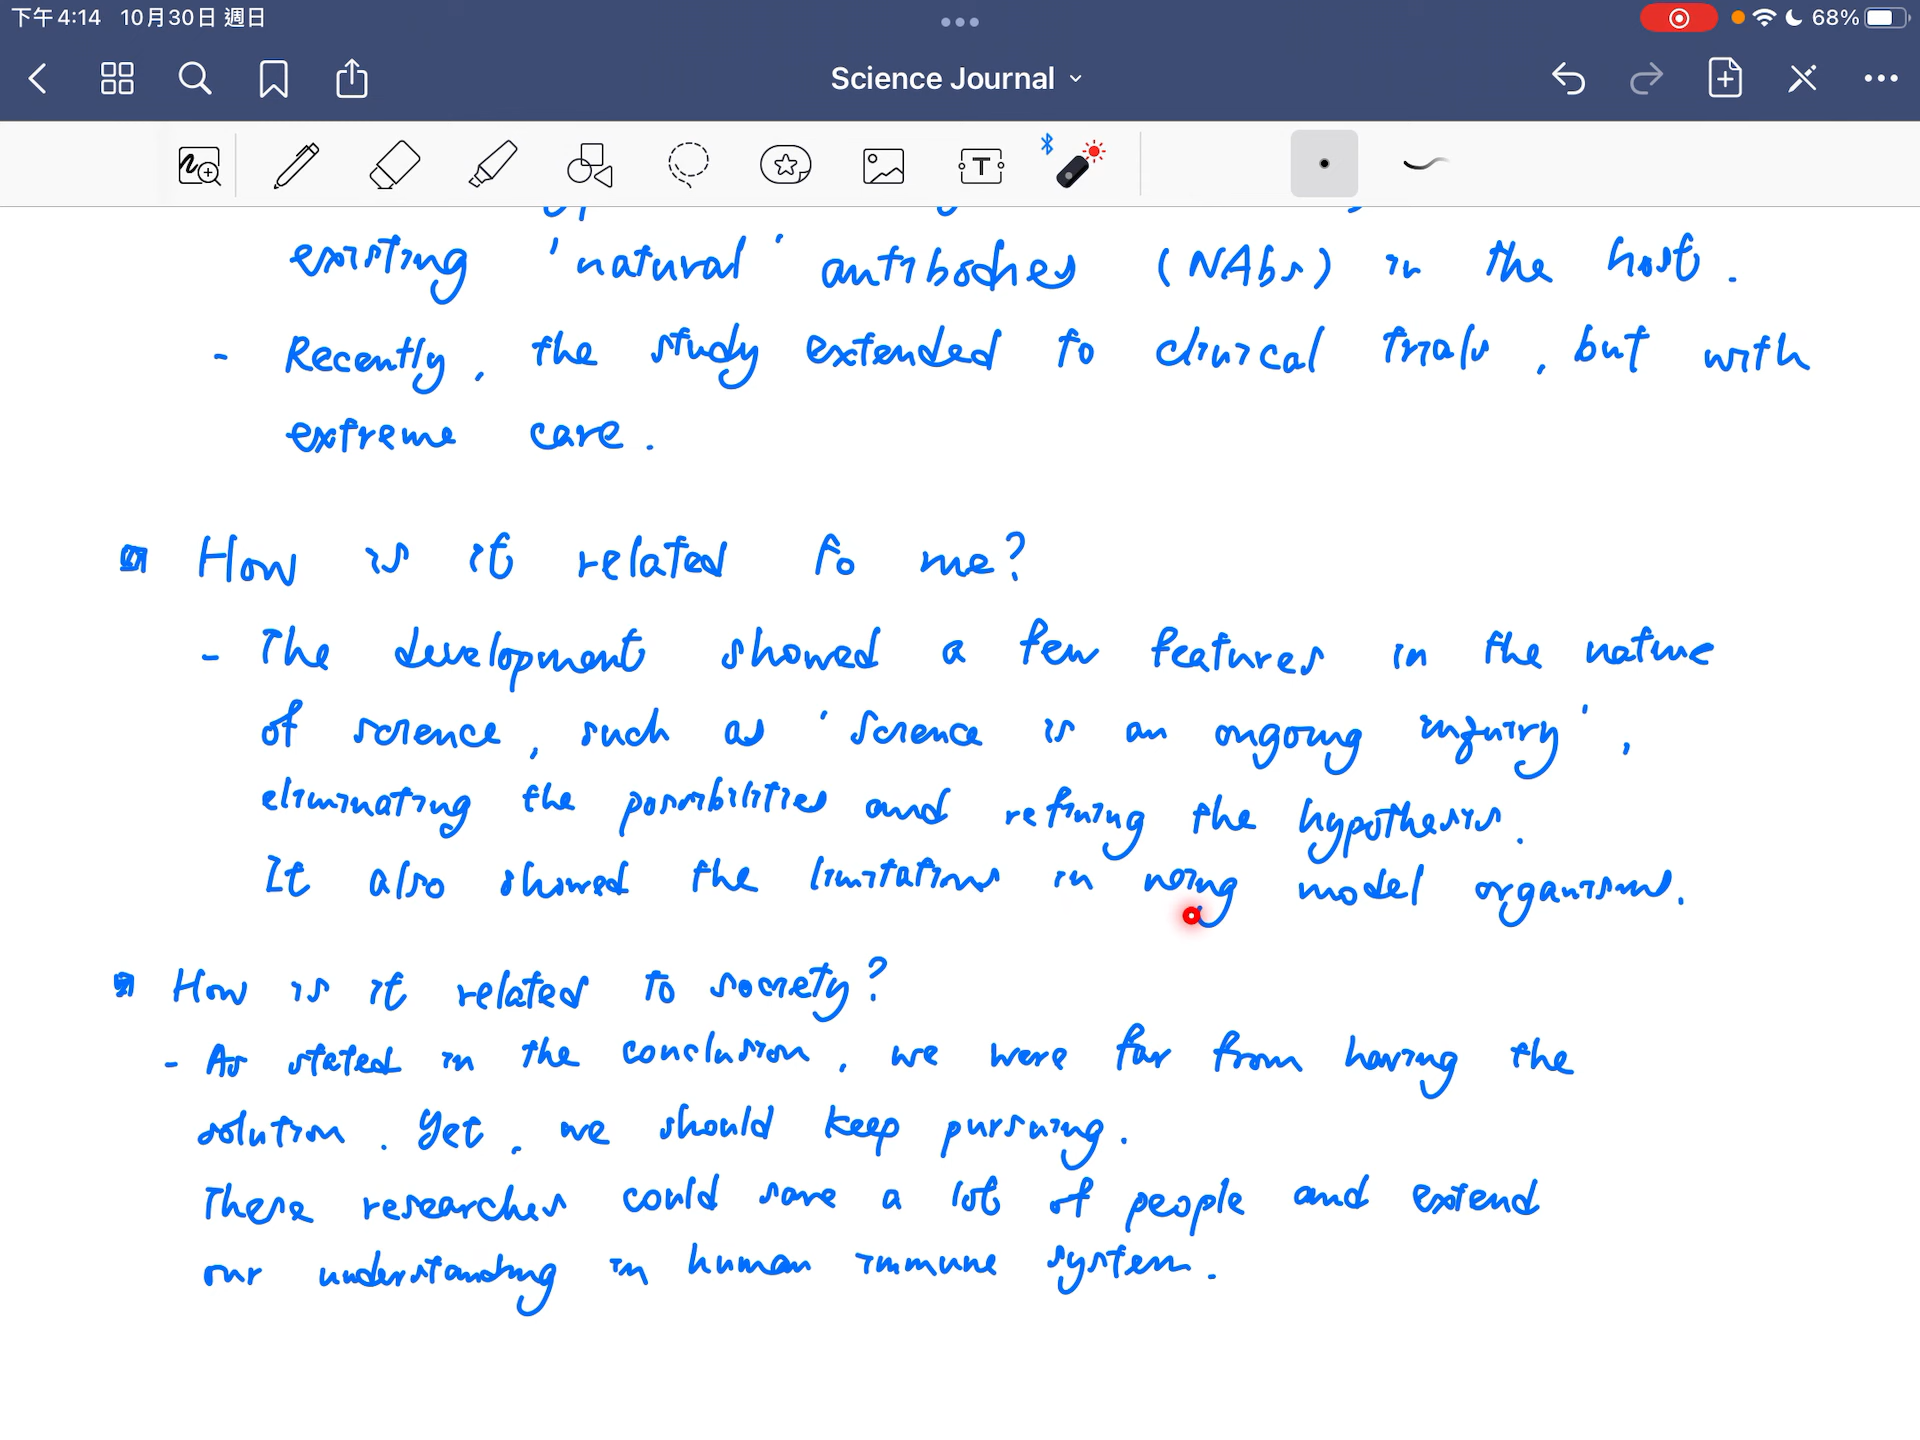 下午4:14 10月30日 週日
68%
Science Journal
T
existing 'natural' antibodies (NAbs) in the host.
- Recently, the study extended to clinical trials, but with
extreme care.
How is it related to me?
- The development showed a few features in the nature
of science, such as 'Science is an ongoing inquiry',
eliminating the possibilities and refining the hypothesis.
It also showed the limitations in using model organisms.
How is it related to society?
- As stated in the conclusion, we were far from having the
solution. Yet, we should keep pursuing.
These researches could save a lot of people and extend
our understanding in human immune system.